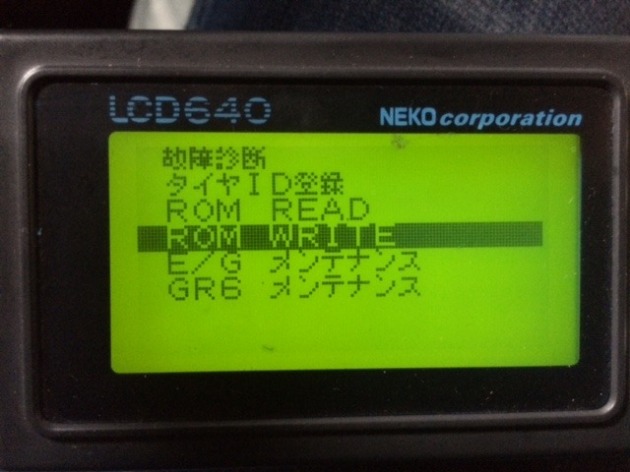 LCD640
NEKO corporation
故障診断
タイヤID登録
ROM READ
ROM WRITE
E/G メンテナンス
GR6 メンテナンス